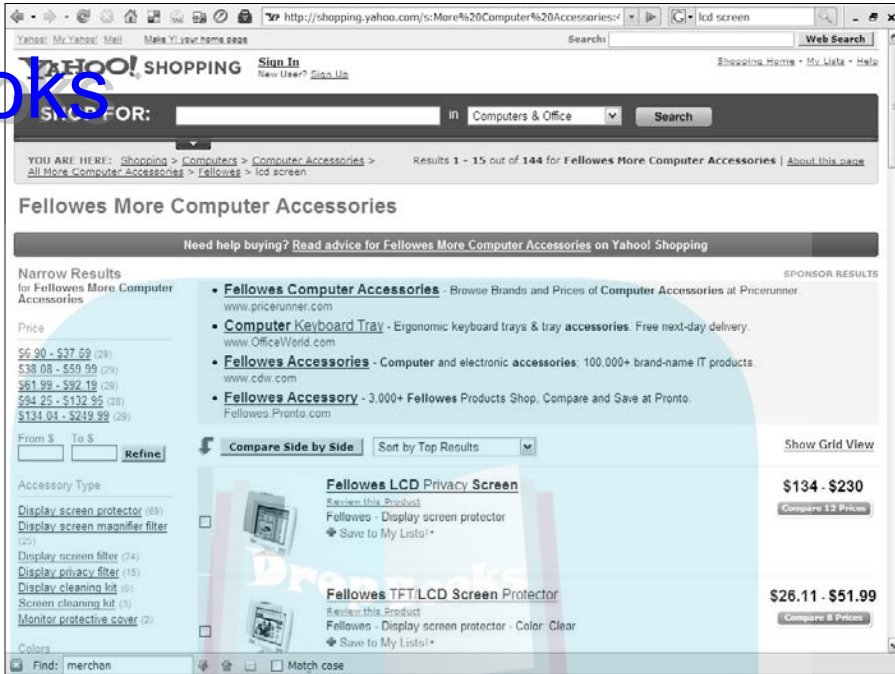 http://shopping.yahoo.com/s:More%20Computer%20Accessories:4
lcd screen
Yahoo! My Yahoo! Mail Make Y! your home page
Search:
Web Search
YAHOO! SHOPPING
Sign In
New User? Sign Up
Shopping Home - My Lists - Help
oks
SHOP FOR:
in Computers & Office
Search
YOU ARE HERE: Shopping > Computers > Computer Accessories >
All More Computer Accessories > Fellowes > lcd screen
Results 1 - 15 out of 144 for Fellowes More Computer Accessories | About this page
Fellowes More Computer Accessories
Need help buying? Read advice for Fellowes More Computer Accessories on Yahoo! Shopping
Narrow Results
for Fellowes More Computer
Accessories
Price
$6.90 - $37.59 (29)
$38.08 - $59.99 (29)
$61.99 - $92.19 (29)
$94.25 - $132.95 (28)
$134.04 - $249.99 (29)
From $ To $
Refine
Accessory Type
Display screen protector (69)
Display screen magnifier filter
(25)
Display screen filter (24)
Display privacy filter (15)
Display cleaning kit (6)
Screen cleaning kit (3)
Monitor protective cover (2)
Colors
SPONSOR RESULTS
• Fellowes Computer Accessories - Browse Brands and Prices of Computer Accessories at Pricerunner.
www.pricerunner.com
• Computer Keyboard Tray - Ergonomic keyboard trays & tray accessories. Free next-day delivery.
www.OfficeWorld.com
• Fellowes Accessories - Computer and electronic accessories; 100,000+ brand-name IT products.
www.cdw.com
• Fellowes Accessory - 3,000+ Fellowes Products Shop, Compare and Save at Pronto.
Fellowes.Pronto.com
Compare Side by Side
Sort by Top Results
Show Grid View
Fellowes LCD Privacy Screen
Review this Product
Fellowes - Display screen protector
Save to My Lists!
$134 - $230
Compare 12 Prices
Fellowes TFT/LCD Screen Protector
Review this Product
Fellowes - Display screen protector - Color: Clear
Save to My Lists!
$26.11 - $51.99
Compare 8 Prices
Find: merchan
Match case